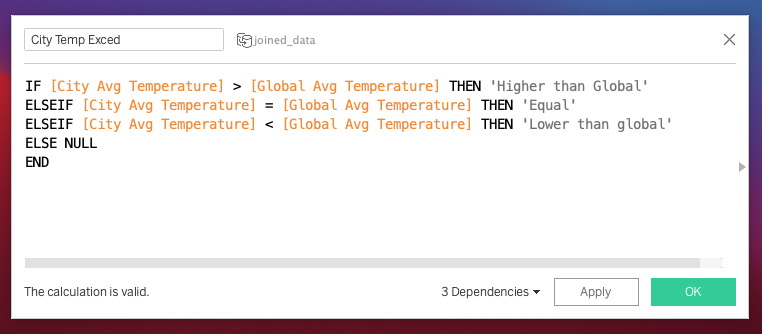 City Temp Exced
joined_data
IF [City Avg Temperature] > [Global Avg Temperature] THEN 'Higher than Global'
ELSEIF [City Avg Temperature] = [Global Avg Temperature] THEN 'Equal'
ELSEIF [City Avg Temperature] < [Global Avg Temperature] THEN 'Lower than global'
ELSE NULL
END
The calculation is valid.
3 Dependencies
Apply
OK